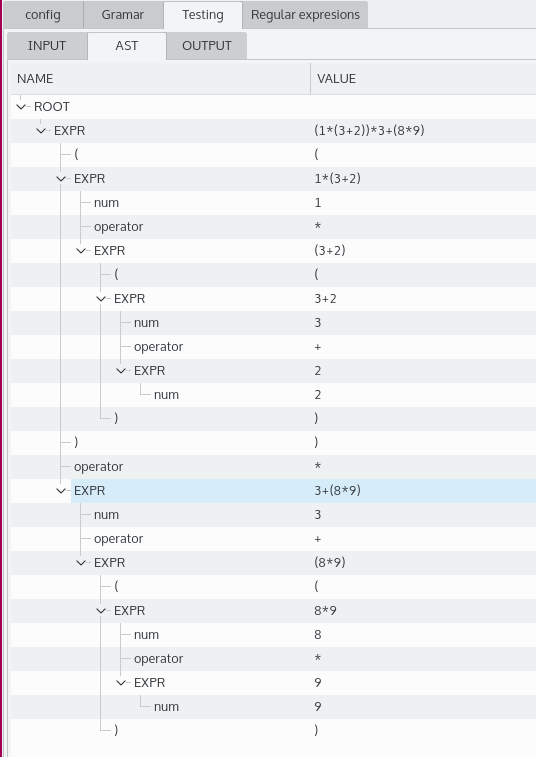 config Gramar Testing Regular expresions
INPUT AST OUTPUT
NAME VALUE
ROOT
EXPR (1*(3+2))*3+(8*9)
( (
EXPR 1*(3+2)
num 1
operator *
EXPR (3+2)
( (
EXPR 3+2
num 3
operator +
EXPR 2
num 2
) )
) )
operator *
EXPR 3+(8*9)
num 3
operator +
EXPR (8*9)
( (
EXPR 8*9
num 8
operator *
EXPR 9
num 9
) )